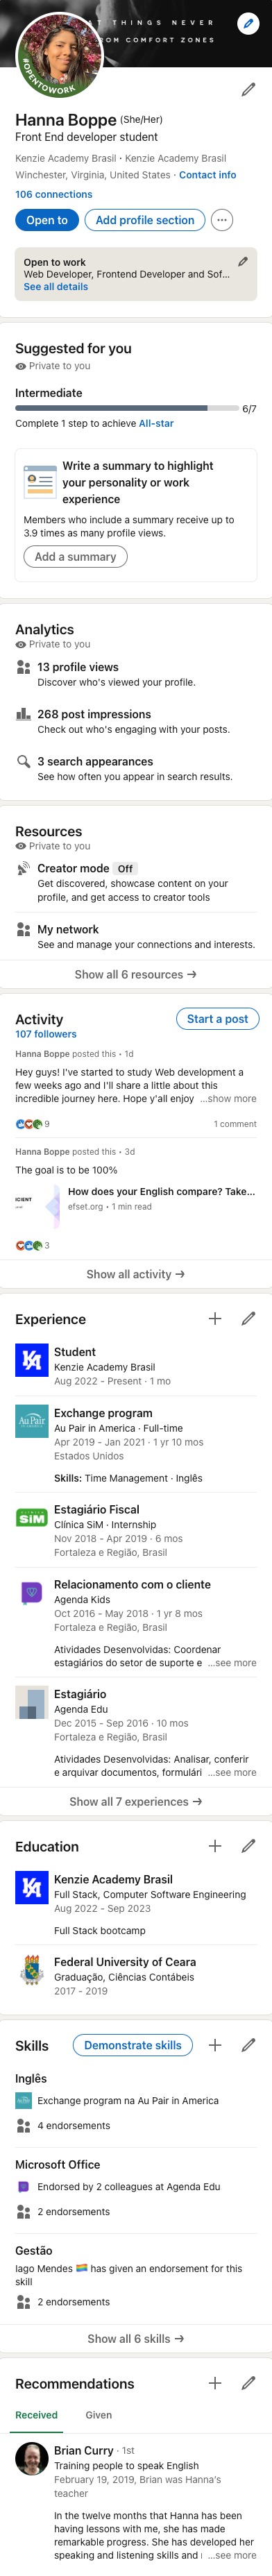 AT THINGS NEVER
FROM COMFORT ZONES
#OPENTOWORK
Hanna Boppe (She/Her)
Front End developer student
Kenzie Academy Brasil · Kenzie Academy Brasil
Winchester, Virginia, United States · Contact info
106 connections
Open to
Add profile section
Open to work
Web Developer, Frontend Developer and Sof...
See all details
Suggested for you
Private to you
Intermediate
6/7
Complete 1 step to achieve All-star
Write a summary to highlight
your personality or work
experience
Members who include a summary receive up to
3.9 times as many profile views.
Add a summary
Analytics
Private to you
13 profile views
Discover who's viewed your profile.
268 post impressions
Check out who's engaging with your posts.
3 search appearances
See how often you appear in search results.
Resources
Private to you
Creator mode Off
Get discovered, showcase content on your
profile, and get access to creator tools
My network
See and manage your connections and interests.
Show all 6 resources →
Activity
Start a post
107 followers
Hanna Boppe posted this • 1d
Hey guys! I've started to study Web development a
few weeks ago and I'll share a little about this
incredible journey here. Hope y'all enjoy ...show more
9
1 comment
Hanna Boppe posted this • 3d
The goal is to be 100%
ICIENT
How does your English compare? Take...
efset.org • 1 min read
3
Show all activity →
Experience
Student
Kenzie Academy Brasil
Aug 2022 - Present · 1 mo
Au Pair
Exchange program
Au Pair in America · Full-time
Apr 2019 - Jan 2021 · 1 yr 10 mos
Estados Unidos
Skills: Time Management · Inglês
SiM
Estagiário Fiscal
Clínica SiM · Internship
Nov 2018 - Apr 2019 · 6 mos
Fortaleza e Região, Brasil
Relacionamento com o cliente
Agenda Kids
Oct 2016 - May 2018 · 1 yr 8 mos
Fortaleza e Região, Brasil
Atividades Desenvolvidas: Coordenar
estagiários do setor de suporte e ...see more
Estagiário
Agenda Edu
Dec 2015 - Sep 2016 · 10 mos
Fortaleza e Região, Brasil
Atividades Desenvolvidas: Analisar, conferir
e arquivar documentos, formulári ...see more
Show all 7 experiences →
Education
Kenzie Academy Brasil
Full Stack, Computer Software Engineering
Aug 2022 - Sep 2023
Full Stack bootcamp
Federal University of Ceara
Graduação, Ciências Contábeis
2017 - 2019
Skills
Demonstrate skills
Inglês
Exchange program na Au Pair in America
4 endorsements
Microsoft Office
Endorsed by 2 colleagues at Agenda Edu
2 endorsements
Gestão
Iago Mendes 🏳️‍🌈 has given an endorsement for this
skill
2 endorsements
Show all 6 skills →
Recommendations
Received
Given
Brian Curry · 1st
Training people to speak English
February 19, 2019, Brian was Hanna's
teacher
In the twelve months that Hanna has been
having lessons with me, she has made
remarkable progress. She has developed her
speaking and listening skills and ...see more